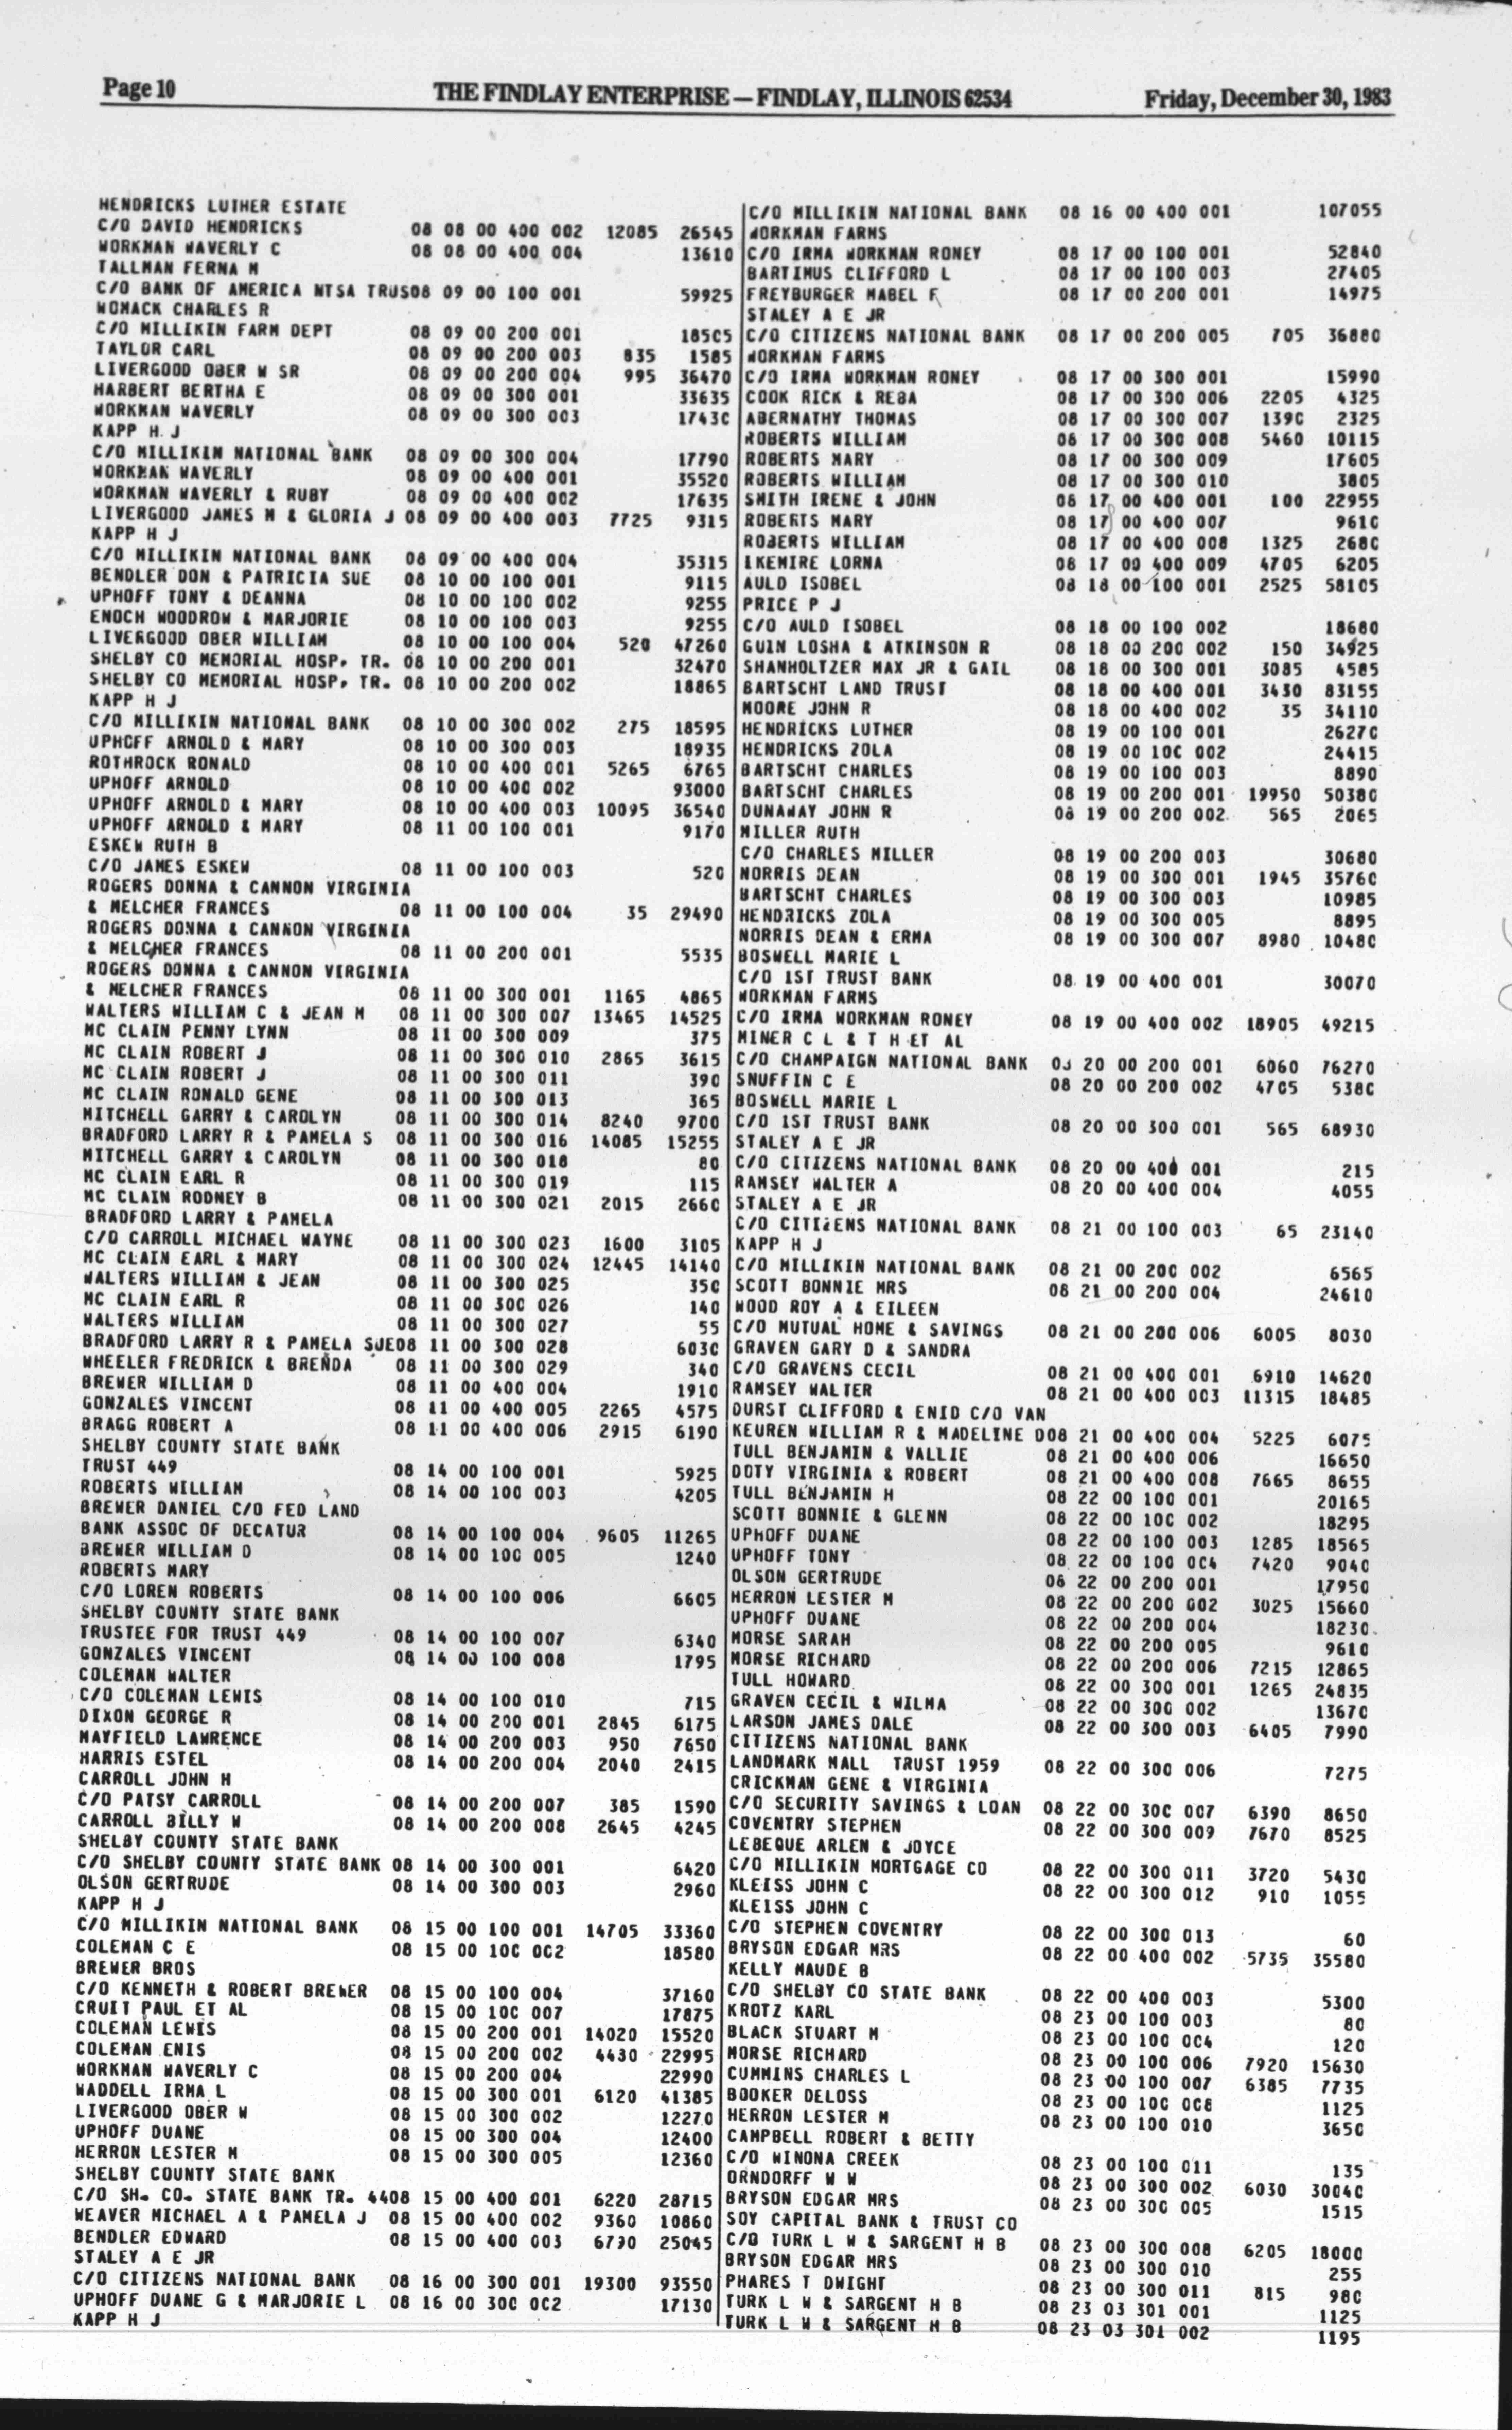 Page 10
THE FINDLAY ENTERPRISE — FINDLAY, ILLINOIS 62534
Friday, December 30, 1983
HENDRICKS LUTHER ESTATE
C/O DAVID HENDRICKS 08 08 00 400 002 12085 26545
WORKMAN WAVERLY C 08 08 00 400 004 13610
TALLMAN FERNA M
C/O BANK OF AMERICA NTSA TRUS08 09 00 100 001 59925
WOMACK CHARLES R
C/O MILLIKIN FARM DEPT 08 09 00 200 001 18505
TAYLOR CARL 08 09 00 200 003 835 1585
LIVERGOOD OBER W SR 08 09 00 200 004 995 36470
HARBERT BERTHA E 08 09 00 300 001 33635
WORKMAN WAVERLY 08 09 00 300 003 17430
KAPP H J
C/O MILLIKIN NATIONAL BANK 08 09 00 300 004 17790
WORKMAN WAVERLY 08 09 00 400 001 35520
WORKMAN WAVERLY & RUBY 08 09 00 400 002 17635
LIVERGOOD JAMES M & GLORIA J 08 09 00 400 003 7725 9315
KAPP H J
C/O MILLIKIN NATIONAL BANK 08 09 00 400 004 35315
BENDLER DON & PATRICIA SUE 08 10 00 100 001 9115
UPHOFF TONY & DEANNA 08 10 00 100 002 9255
ENOCH WOODROW & MARJORIE 08 10 00 100 003 9255
LIVERGOOD OBER WILLIAM 08 10 00 100 004 520 47260
SHELBY CO MEMORIAL HOSP. TR. 08 10 00 200 001 32470
SHELBY CO MEMORIAL HOSP. TR. 08 10 00 200 002 18865
KAPP H J
C/O MILLIKIN NATIONAL BANK 08 10 00 300 002 275 18595
UPHOFF ARNOLD & MARY 08 10 00 300 003 18935
ROTHROCK RONALD 08 10 00 400 001 5265 6765
UPHOFF ARNOLD 08 10 00 400 002 93000
UPHOFF ARNOLD & MARY 08 10 00 400 003 10095 36540
UPHOFF ARNOLD & MARY 08 11 00 100 001 9170
ESKEW RUTH B
C/O JAMES ESKEW 08 11 00 100 003 520
ROGERS DONNA & CANNON VIRGINIA
& MELCHER FRANCES 08 11 00 100 004 35 29490
ROGERS DONNA & CANNON VIRGINIA
& MELCHER FRANCES 08 11 00 200 001 5535
ROGERS DONNA & CANNON VIRGINIA
& MELCHER FRANCES 08 11 00 300 001 1165 4865
WALTERS WILLIAM C & JEAN M 08 11 00 300 007 13465 14525
MC CLAIN PENNY LYNN 08 11 00 300 009 375
MC CLAIN ROBERT J 08 11 00 300 010 2865 3615
MC CLAIN ROBERT J 08 11 00 300 011 390
MC CLAIN RONALD GENE 08 11 00 300 013 365
MITCHELL GARRY & CAROLYN 08 11 00 300 014 8240 9700
BRADFORD LARRY R & PAMELA S 08 11 00 300 016 14085 15255
MITCHELL GARRY & CAROLYN 08 11 00 300 018 80
MC CLAIN EARL R 08 11 00 300 019 115
MC CLAIN RODNEY B 08 11 00 300 021 2015 2660
BRADFORD LARRY & PAMELA
C/O CARROLL MICHAEL WAYNE 08 11 00 300 023 1600 3105
MC CLAIN EARL & MARY 08 11 00 300 024 12445 14140
WALTERS WILLIAM & JEAN 08 11 00 300 025 350
MC CLAIN EARL R 08 11 00 300 026 140
WALTERS WILLIAM 08 11 00 300 027 55
BRADFORD LARRY R & PAMELA SUE08 11 00 300 028 6030
WHEELER FREDRICK & BRENDA 08 11 00 300 029 340
BREWER WILLIAM D 08 11 00 400 004 1910
GONZALES VINCENT 08 11 00 400 005 2265 4575
BRAGG ROBERT A 08 11 00 400 006 2915 6190
SHELBY COUNTY STATE BANK
TRUST 449 08 14 00 100 001 5925
ROBERTS WILLIAM 08 14 00 100 003 4205
BREWER DANIEL C/O FED LAND
BANK ASSOC OF DECATUR 08 14 00 100 004 9605 11265
BREWER WILLIAM D 08 14 00 100 005 1240
ROBERTS MARY
C/O LOREN ROBERTS 08 14 00 100 006 6605
SHELBY COUNTY STATE BANK
TRUSTEE FOR TRUST 449 08 14 00 100 007 6340
GONZALES VINCENT 08 14 00 100 008 1795
COLEMAN WALTER
C/O COLEMAN LEWIS 08 14 00 100 010 715
DIXON GEORGE R 08 14 00 200 001 2845 6175
MAYFIELD LAWRENCE 08 14 00 200 003 950 7650
HARRIS ESTEL 08 14 00 200 004 2040 2415
CARROLL JOHN H
C/O PATSY CARROLL 08 14 00 200 007 385 1590
CARROLL BILLY W 08 14 00 200 008 2645 4245
SHELBY COUNTY STATE BANK
C/O SHELBY COUNTY STATE BANK 08 14 00 300 001 6420
OLSON GERTRUDE 08 14 00 300 003 2960
KAPP H J
C/O MILLIKIN NATIONAL BANK 08 15 00 100 001 14705 33360
COLEMAN C E 08 15 00 100 002 18580
BREWER BROS
C/O KENNETH & ROBERT BREWER 08 15 00 100 004 37160
CRUIT PAUL ET AL 08 15 00 100 007 17875
COLEMAN LEWIS 08 15 00 200 001 14020 15520
COLEMAN ENIS 08 15 00 200 002 4430 22995
WORKMAN WAVERLY C 08 15 00 200 004 22990
WADDELL IRMA L 08 15 00 300 001 6120 41385
LIVERGOOD OBER W 08 15 00 300 002 12270
UPHOFF DUANE 08 15 00 300 004 12400
HERRON LESTER M 08 15 00 300 005 12360
SHELBY COUNTY STATE BANK
C/O SH. CO. STATE BANK TR. 4408 15 00 400 001 6220 28715
WEAVER MICHAEL A & PAMELA J 08 15 00 400 002 9360 10860
BENDLER EDWARD 08 15 00 400 003 6730 25045
STALEY A E JR
C/O CITIZENS NATIONAL BANK 08 16 00 300 001 19300 93550
UPHOFF DUANE G & MARJORIE L 08 16 00 300 002 17130
KAPP H J
C/O MILLIKIN NATIONAL BANK 08 16 00 400 001 107055
WORKMAN FARMS
C/O IRMA WORKMAN RONEY 08 17 00 100 001 52840
BARTIMUS CLIFFORD L 08 17 00 100 003 27405
FREYBURGER MABEL F 08 17 00 200 001 14975
STALEY A E JR
C/O CITIZENS NATIONAL BANK 08 17 00 200 005 705 36880
WORKMAN FARMS
C/O IRMA WORKMAN RONEY 08 17 00 300 001 15990
COOK RICK & REBA 08 17 00 300 006 2205 4325
ABERNATHY THOMAS 08 17 00 300 007 1390 2325
ROBERTS WILLIAM 08 17 00 300 008 5460 10115
ROBERTS MARY 08 17 00 300 009 17605
ROBERTS WILLIAM 08 17 00 300 010 3805
SMITH IRENE & JOHN 08 17 00 400 001 100 22955
ROBERTS MARY 08 17 00 400 007 9610
ROBERTS WILLIAM 08 17 00 400 008 1325 2680
IKEMIRE LORNA 08 17 00 400 009 4705 6205
AULD ISOBEL 08 18 00 100 001 2525 58105
PRICE P J
C/O AULD ISOBEL 08 18 00 100 002 18680
GUIN LOSHA & ATKINSON R 08 18 00 200 002 150 34925
SHANHOLTZER MAX JR & GAIL 08 18 00 300 001 3085 4585
BARTSCHT LAND TRUST 08 18 00 400 001 3430 83155
MOORE JOHN R 08 18 00 400 002 35 34110
HENDRICKS LUTHER 08 19 00 100 001 26270
HENDRICKS ZOLA 08 19 00 100 002 24415
BARTSCHT CHARLES 08 19 00 100 003 8890
BARTSCHT CHARLES 08 19 00 200 001 19950 50380
DUNAWAY JOHN R 08 19 00 200 002 565 2065
MILLER RUTH
C/O CHARLES MILLER 08 19 00 200 003 30680
NORRIS DEAN 08 19 00 300 001 1945 35760
BARTSCHT CHARLES 08 19 00 300 003 10985
HENDRICKS ZOLA 08 19 00 300 005 8895
NORRIS DEAN & ERMA 08 19 00 300 007 8980 10480
BOSWELL MARIE L
C/O 1ST TRUST BANK 08 19 00 400 001 30070
WORKMAN FARMS
C/O IRMA WORKMAN RONEY 08 19 00 400 002 18905 49215
MINER C L & T H ET AL
C/O CHAMPAIGN NATIONAL BANK 08 20 00 200 001 6060 76270
SNUFFIN C E 08 20 00 200 002 4705 5380
BOSWELL MARIE L
C/O 1ST TRUST BANK 08 20 00 300 001 565 68930
STALEY A E JR
C/O CITIZENS NATIONAL BANK 08 20 00 400 001 215
RAMSEY WALTER A 08 20 00 400 004 4055
STALEY A E JR
C/O CITIZENS NATIONAL BANK 08 21 00 100 003 65 23140
KAPP H J
C/O MILLIKIN NATIONAL BANK 08 21 00 200 002 6565
SCOTT BONNIE MRS 08 21 00 200 004 24610
WOOD ROY A & EILEEN
C/O MUTUAL HOME & SAVINGS 08 21 00 200 006 6005 8030
GRAVEN GARY D & SANDRA
C/O GRAVENS CECIL 08 21 00 400 001 6910 14620
RAMSEY WALTER 08 21 00 400 003 11315 18485
DURST CLIFFORD & ENID C/O VAN
KEUREN WILLIAM R & MADELINE D08 21 00 400 004 5225 6075
TULL BENJAMIN & VALLIE 08 21 00 400 006 16650
DOTY VIRGINIA & ROBERT 08 21 00 400 008 7665 8655
TULL BENJAMIN H 08 22 00 100 001 20165
SCOTT BONNIE & GLENN 08 22 00 100 002 18295
UPHOFF DUANE 08 22 00 100 003 1285 18565
UPHOFF TONY 08 22 00 100 004 7420 9040
OLSON GERTRUDE 08 22 00 200 001 17950
HERRON LESTER M 08 22 00 200 002 3025 15660
UPHOFF DUANE 08 22 00 200 004 18230
MORSE SARAH 08 22 00 200 005 9610
MORSE RICHARD 08 22 00 200 006 7215 12865
TULL HOWARD 08 22 00 300 001 1265 24835
GRAVEN CECIL & WILMA 08 22 00 300 002 13670
LARSON JAMES DALE 08 22 00 300 003 6405 7990
CITIZENS NATIONAL BANK
LANDMARK MALL TRUST 1959 08 22 00 300 006 7275
CRICKMAN GENE & VIRGINIA
C/O SECURITY SAVINGS & LOAN 08 22 00 300 007 6390 8650
COVENTRY STEPHEN 08 22 00 300 009 7670 8525
LEBEQUE ARLEN & JOYCE
C/O MILLIKIN MORTGAGE CO 08 22 00 300 011 3720 5430
KLEISS JOHN C 08 22 00 300 012 910 1055
KLEISS JOHN C
C/O STEPHEN COVENTRY 08 22 00 300 013 60
BRYSON EDGAR MRS 08 22 00 400 002 5735 35580
KELLY MAUDE B
C/O SHELBY CO STATE BANK 08 22 00 400 003 5300
KROTZ KARL 08 23 00 100 003 80
BLACK STUART M 08 23 00 100 004 120
MORSE RICHARD 08 23 00 100 006 7920 15630
CUMMINS CHARLES L 08 23 00 100 007 6385 7735
BOOKER DELOSS 08 23 00 100 008 1125
HERRON LESTER M 08 23 00 100 010 3650
CAMPBELL ROBERT & BETTY
C/O WINONA CREEK 08 23 00 100 011 135
ORNDORFF W W 08 23 00 300 002 6030 30040
BRYSON EDGAR MRS 08 23 00 300 005 1515
SOY CAPITAL BANK & TRUST CO
C/O TURK L W & SARGENT H B 08 23 00 300 008 6205 18000
BRYSON EDGAR MRS 08 23 00 300 010 255
PHARES T DWIGHT 08 23 00 300 011 815 980
TURK L W & SARGENT H B 08 23 03 301 001 1125
TURK L W & SARGENT H B 08 23 03 301 002 1195